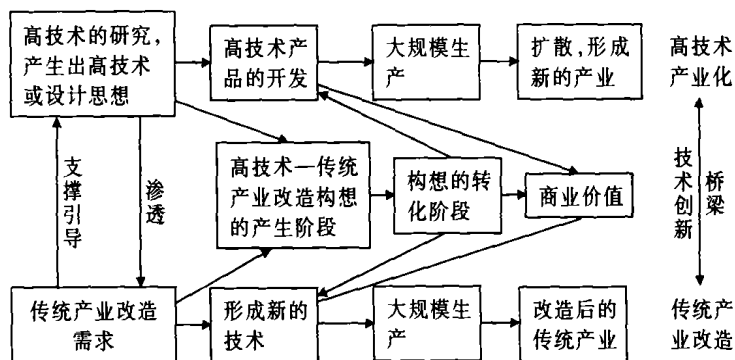 高技术的研究，
产生出高技术
或设计思想
高技术产
品的开发
大规模生
产
扩散，形成
新的产业
高技术
产业化
支撑引导
渗透
高技术—传统
产业改造构想
的产生阶段
构想的转
化阶段
商业价值
技术创新
桥梁
传统产业改造
需求
形成新的
技术
大规模生
产
改造后的
传统产业
传统产
业改造